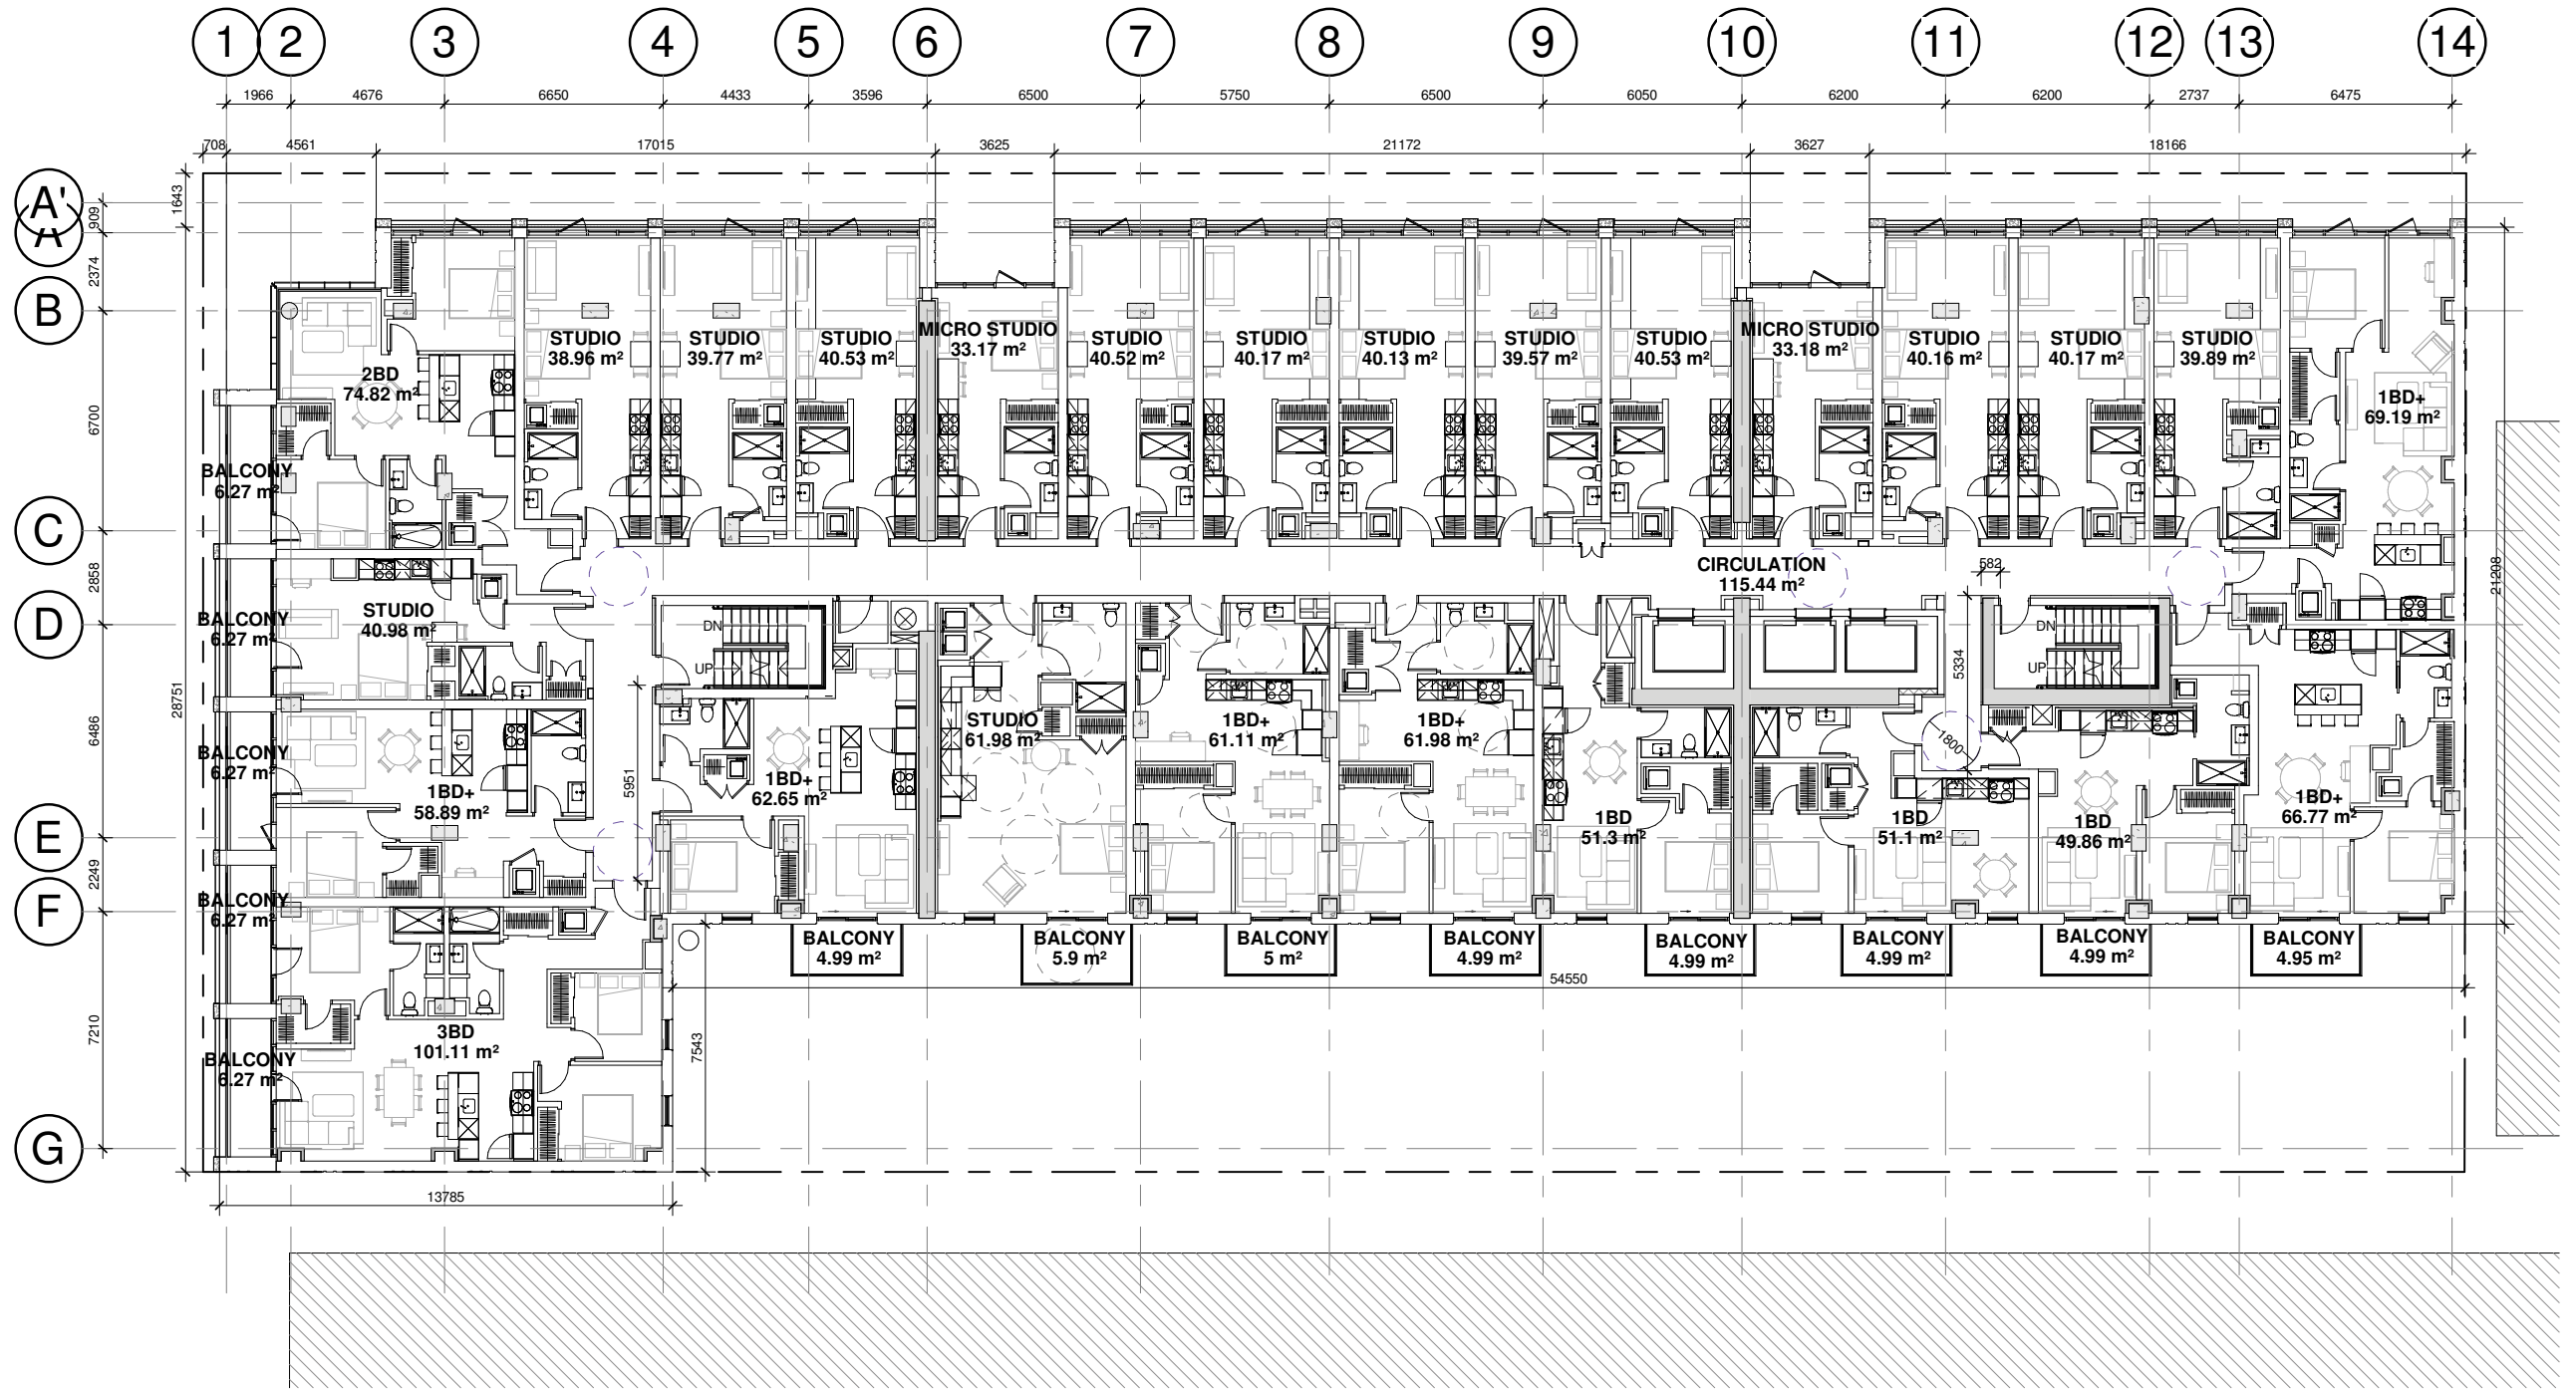 1 2 3 4 5 6 7 8 9 10 11 12 13 14
1966 4676 6650 4433 3596 6500 5750 6500 6050 6200 6200 2737 6475
708 4561 17015 3625 21172 3627 18166
A'
A
B
C
D
E
F
G
909
2374
6700
2858
6486
2249
7210
1643
28751
21208
STUDIO
38.96 m²
STUDIO
39.77 m²
STUDIO
40.53 m²
MICRO STUDIO
33.17 m²
STUDIO
40.52 m²
STUDIO
40.17 m²
STUDIO
40.13 m²
STUDIO
39.57 m²
STUDIO
40.53 m²
MICRO STUDIO
33.18 m²
STUDIO
40.16 m²
STUDIO
40.17 m²
STUDIO
39.89 m²
2BD
74.82 m²
1BD+
69.19 m²
BALCONY
6.27 m²
CIRCULATION
115.44 m²
582
STUDIO
40.98 m²
BALCONY
6.27 m²
DN
UP
DN
UP
5334
1800
BALCONY
6.27 m²
1BD+
58.89 m²
5951
1BD+
62.65 m²
STUDIO
61.98 m²
1BD+
61.11 m²
1BD+
61.98 m²
1BD
51.3 m²
1BD
51.1 m²
1BD
49.86 m²
1BD+
66.77 m²
BALCONY
6.27 m²
BALCONY
4.99 m²
BALCONY
5.9 m²
BALCONY
5 m²
BALCONY
4.99 m²
BALCONY
4.99 m²
BALCONY
4.99 m²
BALCONY
4.99 m²
BALCONY
4.95 m²
54550
3BD
101.11 m²
BALCONY
6.27 m²
7543
13785